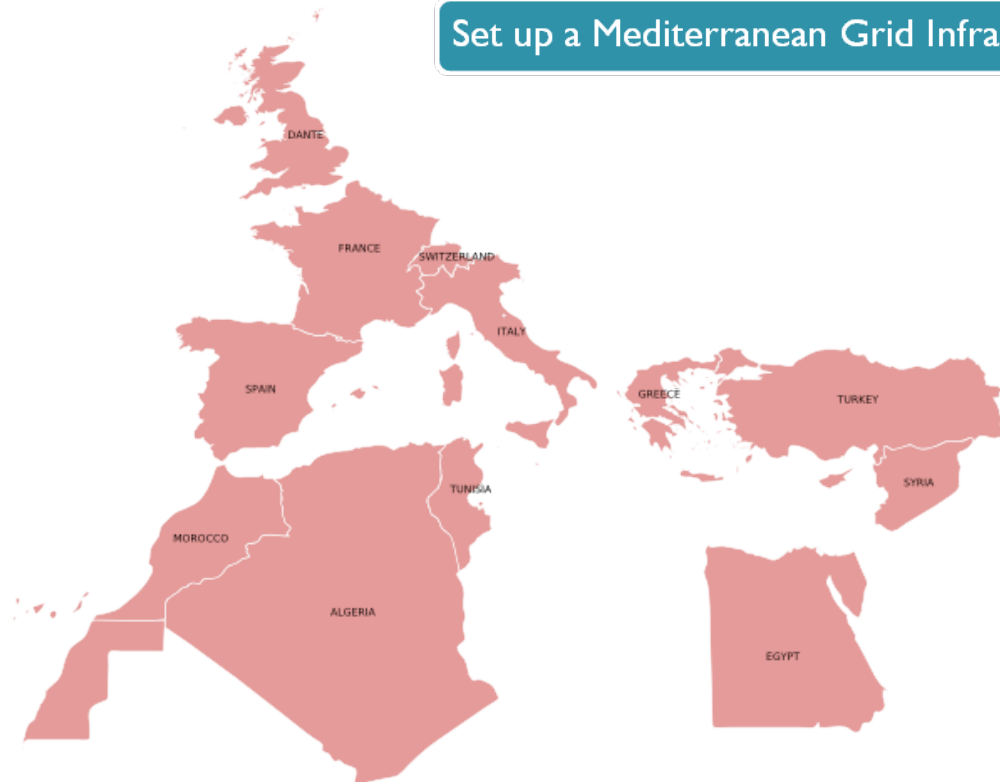 Set up a Mediterranean Grid Infra
DANTE
FRANCE
SWITZERLAND
ITALY
SPAIN
GREECE
TURKEY
SYRIA
TUNISIA
MOROCCO
ALGERIA
EGYPT